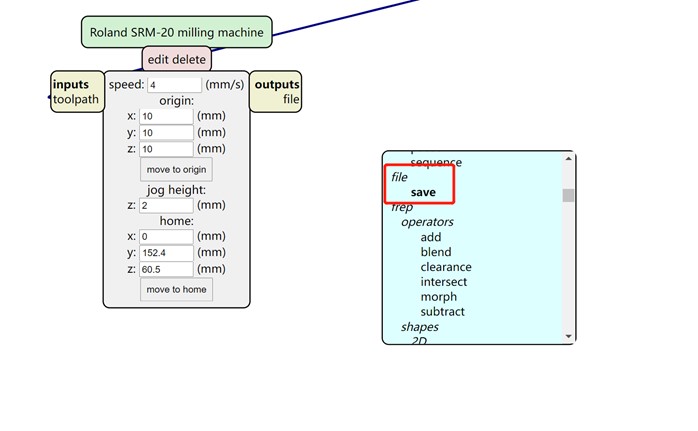 Roland SRM-20 milling machine
edit delete
inputs
toolpath
speed: 4 (mm/s)
origin:
x: 10 (mm)
y: 10 (mm)
z: 10 (mm)
move to origin
jog height:
z: 2 (mm)
home:
x: 0 (mm)
y: 152.4 (mm)
z: 60.5 (mm)
move to home
outputs
file
sequence
file
save
frep
operators
add
blend
clearance
intersect
morph
subtract
shapes
2D